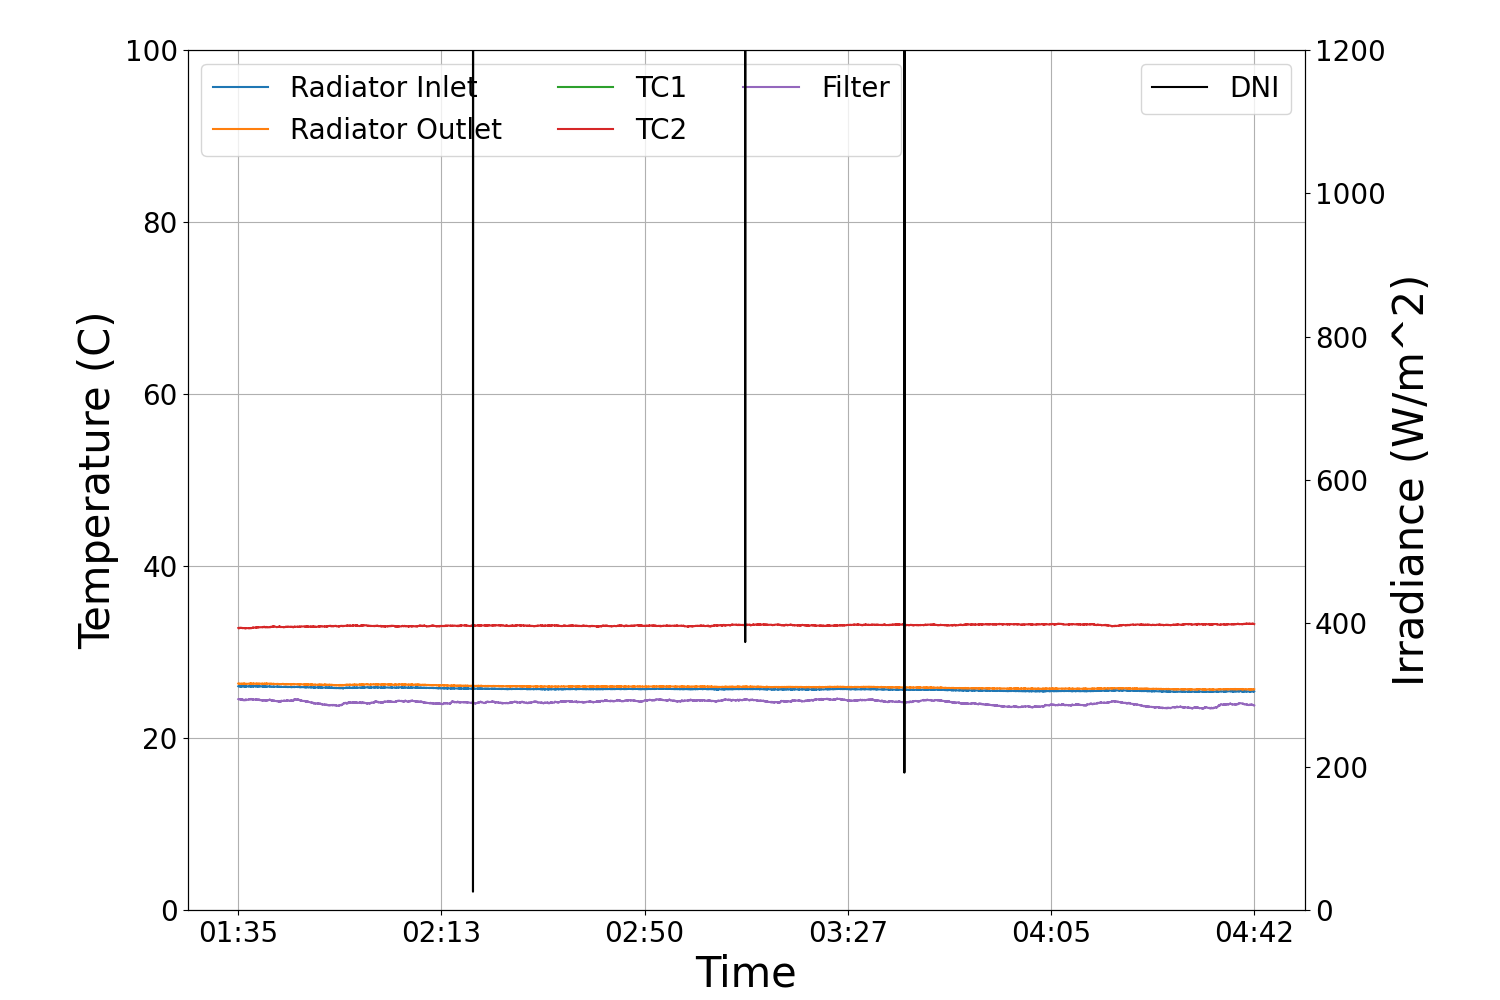 100
80
60
40
20
0
Temperature (C)
Radiator Inlet
Radiator Outlet
TC1
TC2
Filter
DNI
1200
1000
800
600
400
200
0
Irradiance (W/m^2)
01:35 02:13 02:50 03:27 04:05 04:42
Time